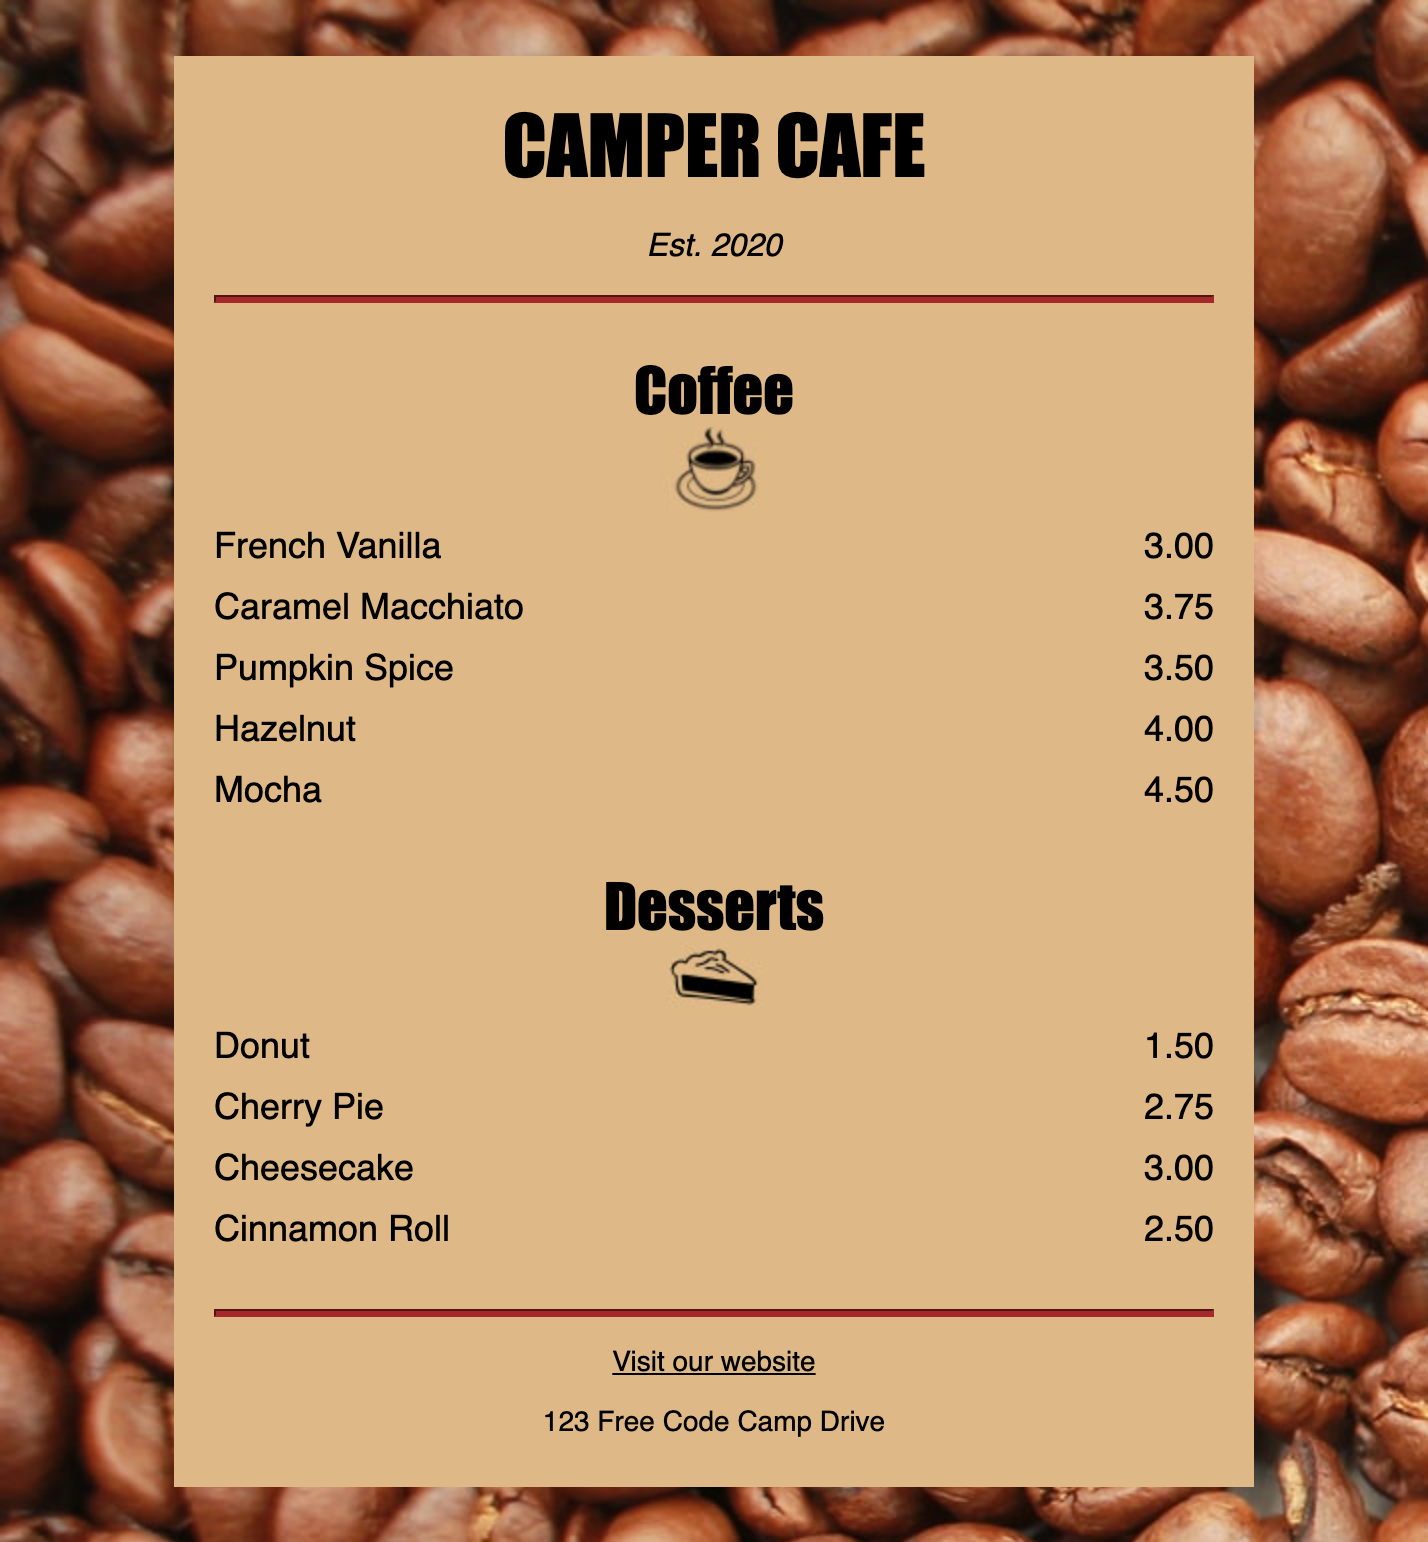 CAMPER CAFE
Est. 2020
Coffee
French Vanilla 3.00
Caramel Macchiato 3.75
Pumpkin Spice 3.50
Hazelnut 4.00
Mocha 4.50
Desserts
Donut 1.50
Cherry Pie 2.75
Cheesecake 3.00
Cinnamon Roll 2.50
Visit our website
123 Free Code Camp Drive